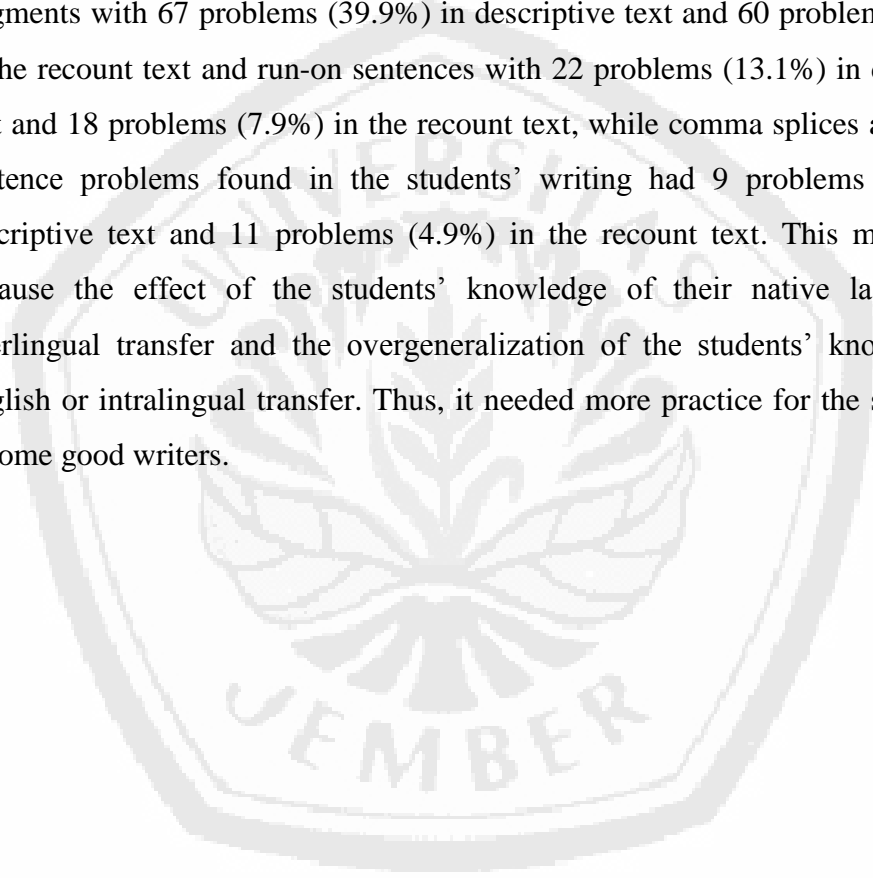 gments with 67 problems (39.9%) in descriptive text and 60 problem
he recount text and run-on sentences with 22 problems (13.1%) in
t and 18 problems (7.9%) in the recount text, while comma splices a
tence problems found in the students’ writing had 9 problems
criptive text and 11 problems (4.9%) in the recount text. This m
ause the effect of the students’ knowledge of their native la
erlingual transfer and the overgeneralization of the students’ kno
glish or intralingual transfer. Thus, it needed more practice for the s
ome good writers.
UNIVERSITAS
JEMBER